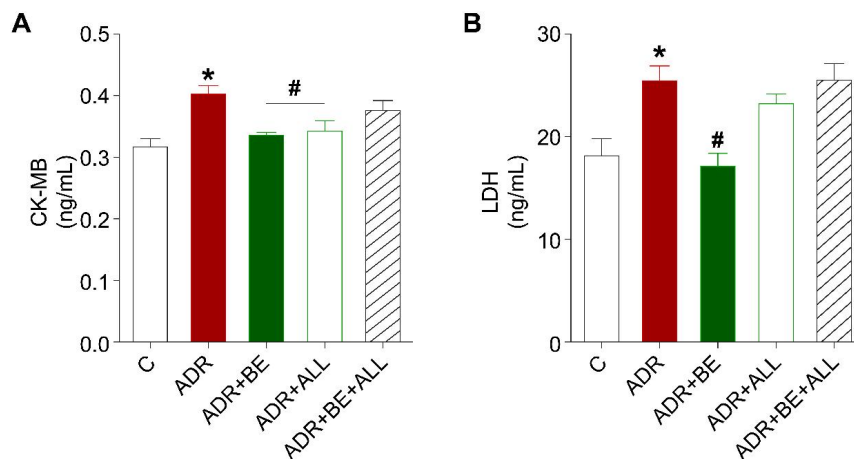 A
CK-MB
(ng/mL)
0.5
0.4
0.3
0.2
0.1
0.0
*
#
C
ADR
ADR+BE
ADR+ALL
ADR+BE+ALL
B
LDH
(ng/mL)
30
20
10
0
*
#
C
ADR
ADR+BE
ADR+ALL
ADR+BE+ALL